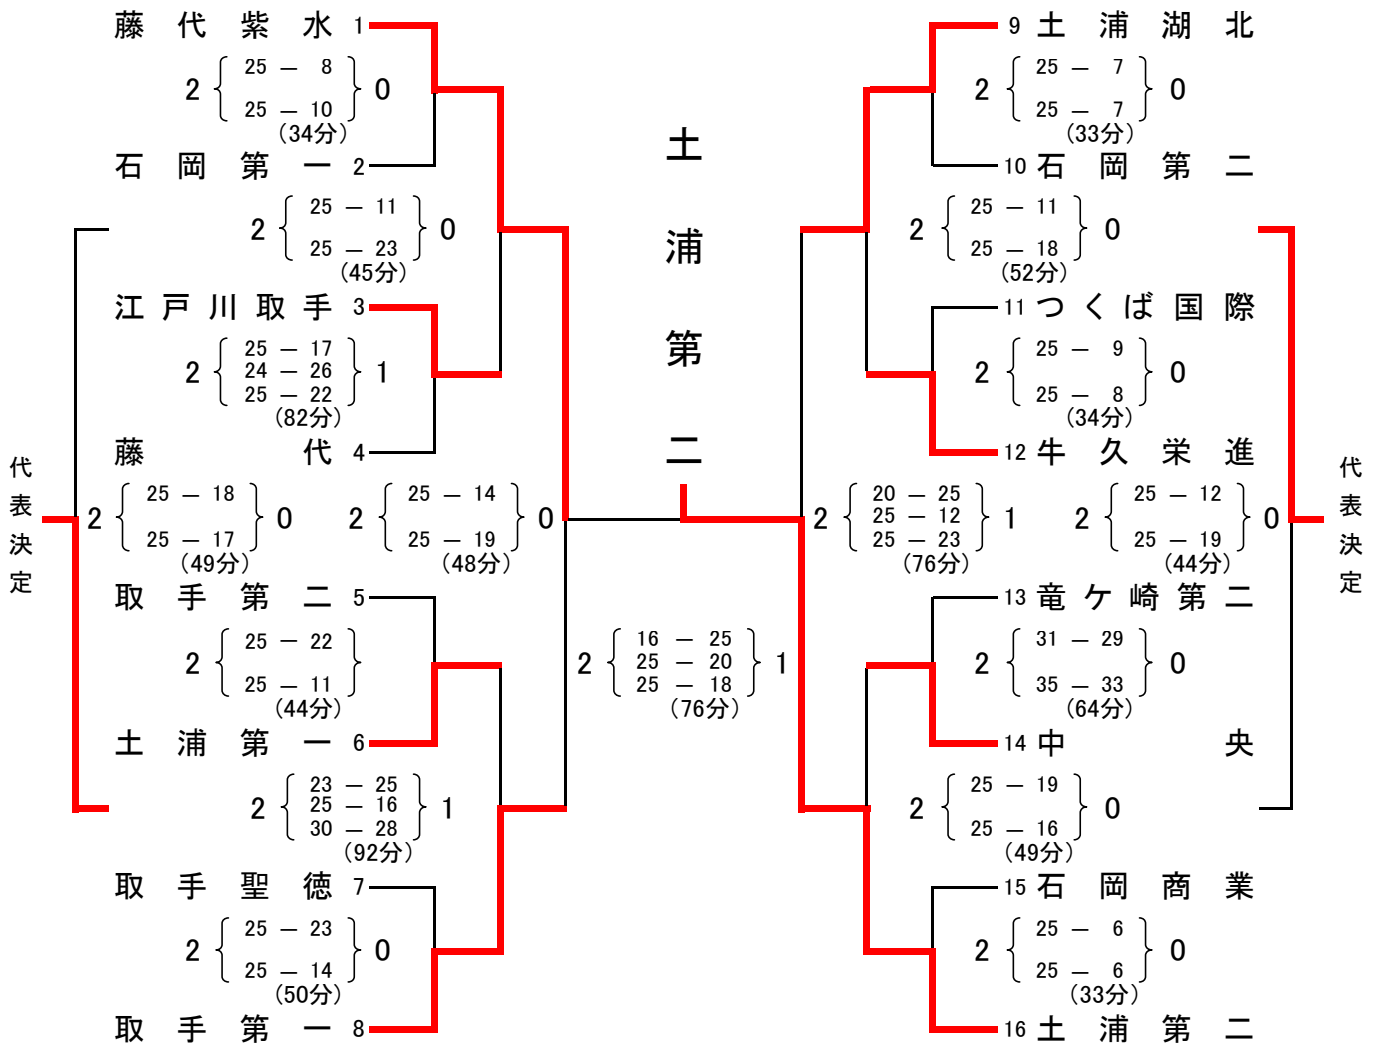 藤代紫水 1
2 25 — 8 0
25 — 10
(34分)
石岡第一 2
2 25 — 11 0
25 — 23
(45分)
江戸川取手 3
2 25 — 17 1
24 — 26
25 — 22
(82分)
藤代 4
代表決定
2 25 — 18 0
25 — 17
(49分)
2 25 — 14 0
25 — 19
(48分)
取手第二 5
2 25 — 22
25 — 11
(44分)
土浦第一 6
2 23 — 25 1
25 — 16
30 — 28
(92分)
取手聖徳 7
2 25 — 23 0
25 — 14
(50分)
取手第一 8
土浦第二
2 16 — 25 1
25 — 20
25 — 18
(76分)
9 土浦湖北
2 25 — 7 0
25 — 7
(33分)
10 石岡第二
2 25 — 11 0
25 — 18
(52分)
11 つくば国際
2 25 — 9 0
25 — 8
(34分)
12 牛久栄進
2 20 — 25 1
25 — 12
25 — 23
(76分)
2 25 — 12 0
25 — 19
(44分)
代表決定
13 竜ケ崎第二
2 31 — 29 0
35 — 33
(64分)
14 中央
2 25 — 19 0
25 — 16
(49分)
15 石岡商業
2 25 — 6 0
25 — 6
(33分)
16 土浦第二